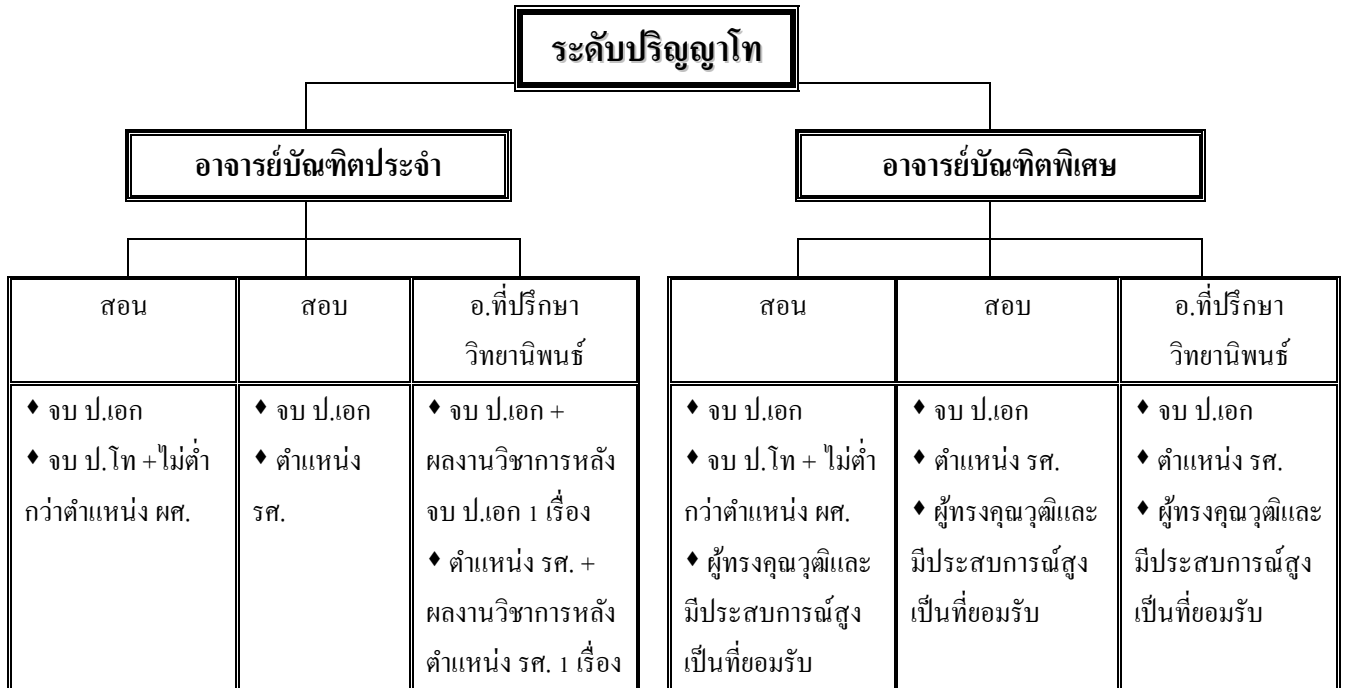 ระดับปริญญาโท
อาจารย์บัณฑิตประจำ
อาจารย์บัณฑิตพิเศษ
สอน
สอบ
อ.ที่ปรึกษา
วิทยานิพนธ์
สอน
สอบ
อ.ที่ปรึกษา
วิทยานิพนธ์
♦ จบ ป.เอก
♦ จบ ป.โท +ไม่ต่ำ
กว่าตำแหน่ง ผศ.
♦ จบ ป.เอก
♦ ตำแหน่ง
รศ.
♦ จบ ป.เอก +
ผลงานวิชาการหลัง
จบ ป.เอก 1 เรื่อง
♦ ตำแหน่ง รศ. +
ผลงานวิชาการหลัง
ตำแหน่ง รศ. 1 เรื่อง
♦ จบ ป.เอก
♦ จบ ป.โท + ไม่ต่ำ
กว่าตำแหน่ง ผศ.
♦ ผู้ทรงคุณวุฒิและ
มีประสบการณ์สูง
เป็นที่ยอมรับ
♦ จบ ป.เอก
♦ ตำแหน่ง รศ.
♦ ผู้ทรงคุณวุฒิและ
มีประสบการณ์สูง
เป็นที่ยอมรับ
♦ จบ ป.เอก
♦ ตำแหน่ง รศ.
♦ ผู้ทรงคุณวุฒิและ
มีประสบการณ์สูง
เป็นที่ยอมรับ